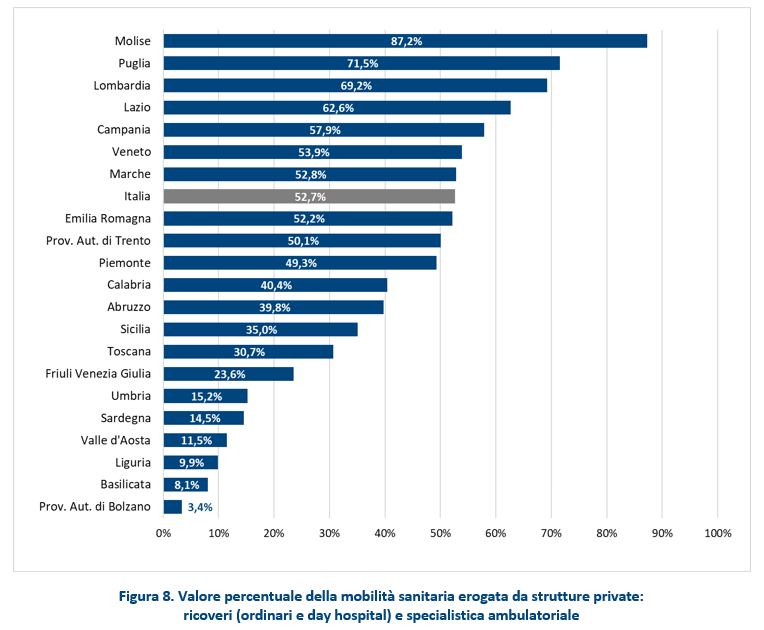 Molise 87,2%
Puglia 71,5%
Lombardia 69,2%
Lazio 62,6%
Campania 57,9%
Veneto 53,9%
Marche 52,8%
Italia 52,7%
Emilia Romagna 52,2%
Prov. Aut. di Trento 50,1%
Piemonte 49,3%
Calabria 40,4%
Abruzzo 39,8%
Sicilia 35,0%
Toscana 30,7%
Friuli Venezia Giulia 23,6%
Umbria 15,2%
Sardegna 14,5%
Valle d'Aosta 11,5%
Liguria 9,9%
Basilicata 8,1%
Prov. Aut. di Bolzano 3,4%
0% 10% 20% 30% 40% 50% 60% 70% 80% 90% 100%
Figura 8. Valore percentuale della mobilità sanitaria erogata da strutture private:
ricoveri (ordinari e day hospital) e specialistica ambulatoriale